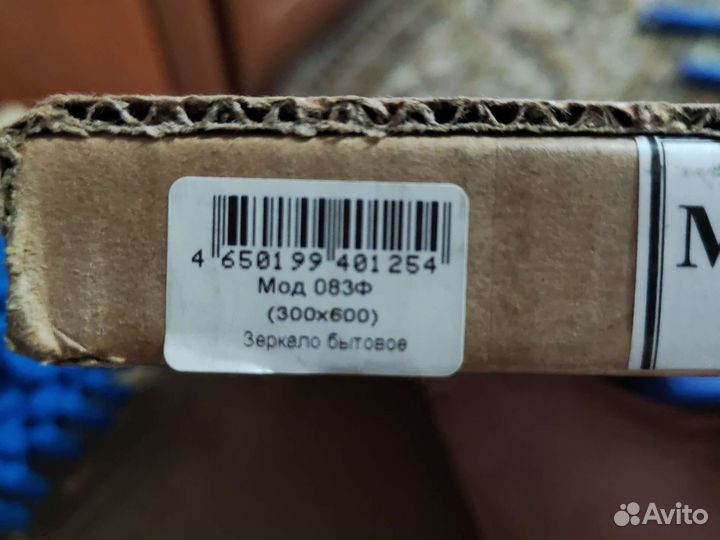 4 650199 401254
Мод 083Ф
(300x600)
Зеркало бытовое
М
Avito